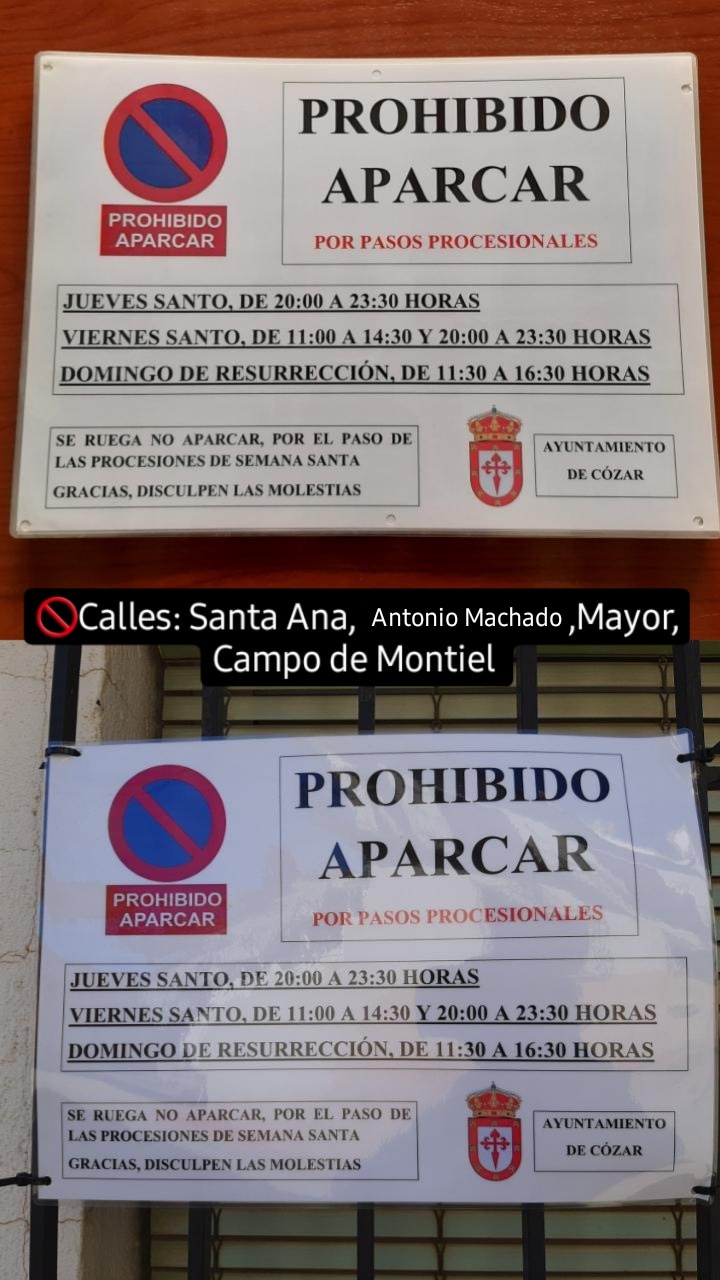 PROHIBIDO
APARCAR
POR PASOS PROCESIONALES
PROHIBIDO
APARCAR
JUEVES SANTO, DE 20:00 A 23:30 HORAS
VIERNES SANTO, DE 11:00 A 14:30 Y 20:00 A 23:30 HORAS
DOMINGO DE RESURRECCIÓN, DE 11:30 A 16:30 HORAS
SE RUEGA NO APARCAR, POR EL PASO DE
LAS PROCESIONES DE SEMANA SANTA
GRACIAS, DISCULPEN LAS MOLESTIAS
AYUNTAMIENTO
DE CÓZAR
🚫Calles: Santa Ana, Antonio Machado ,Mayor,
Campo de Montiel
PROHIBIDO
APARCAR
POR PASOS PROCESIONALES
PROHIBIDO
APARCAR
JUEVES SANTO, DE 20:00 A 23:30 HORAS
VIERNES SANTO, DE 11:00 A 14:30 Y 20:00 A 23:30 HORAS
DOMINGO DE RESURRECCIÓN, DE 11:30 A 16:30 HORAS
SE RUEGA NO APARCAR, POR EL PASO DE
LAS PROCESIONES DE SEMANA SANTA
GRACIAS, DISCULPEN LAS MOLESTIAS
AYUNTAMIENTO
DE CÓZAR